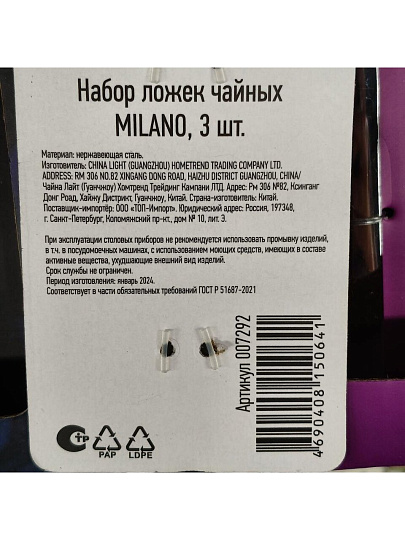 Набор ложек чайных
MILANO, 3 шт.
Материал: нержавеющая сталь.
Изготовитель: CHINA LIGHT (GUANGZHOU) HOMETREND TRADING COMPANY LTD.
ADDRESS: RM 306 NO.82 XINGANG DONG ROAD, HAIZHU DISTRICT GUANGZHOU, CHINA/
Чайна Лайт (Гуанчжоу) Хомтренд Трейдинг Кампани ЛТД. Адрес: Рм 306 №82, Ксинганг
Донг Роад, Хайжу Дистрикт, Гуанчжоу, Китай. Страна-изготовитель: Китай.
Поставщик-импортёр: ООО «ТОП-Импорт». Юридический адрес: Россия, 197348,
г. Санкт-Петербург, Коломяжский пр-кт., дом № 10, лит. Э.
При эксплуатации столовых приборов не рекомендуется использовать промывку изделий,
в т.ч. в посудомоечных машинах, с использованием моющих средств, имеющих в составе
активные вещества, ухудшающие внешний вид изделий.
Срок службы не ограничен.
Период изготовления: январь 2024.
Соответствует в части обязательных требований ГОСТ Р 51687-2021
Артикул 007292
4690408 150641
СТР
PAP
LDPE